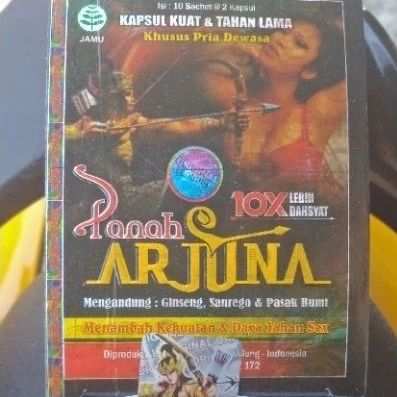 Isi : 10 Sachet @ 2 Kapsul
KAPSUL KUAT & TAHAN LAMA
Khusus Pria Dewasa
JAMU
10X LEBIH DAHSYAT
Panah
ARJUNA
Mengandung : Ginseng, Sanrego & Pasak Bumi
Menambah Kekuatan & Daya Tahan Sex
Indonesia
172